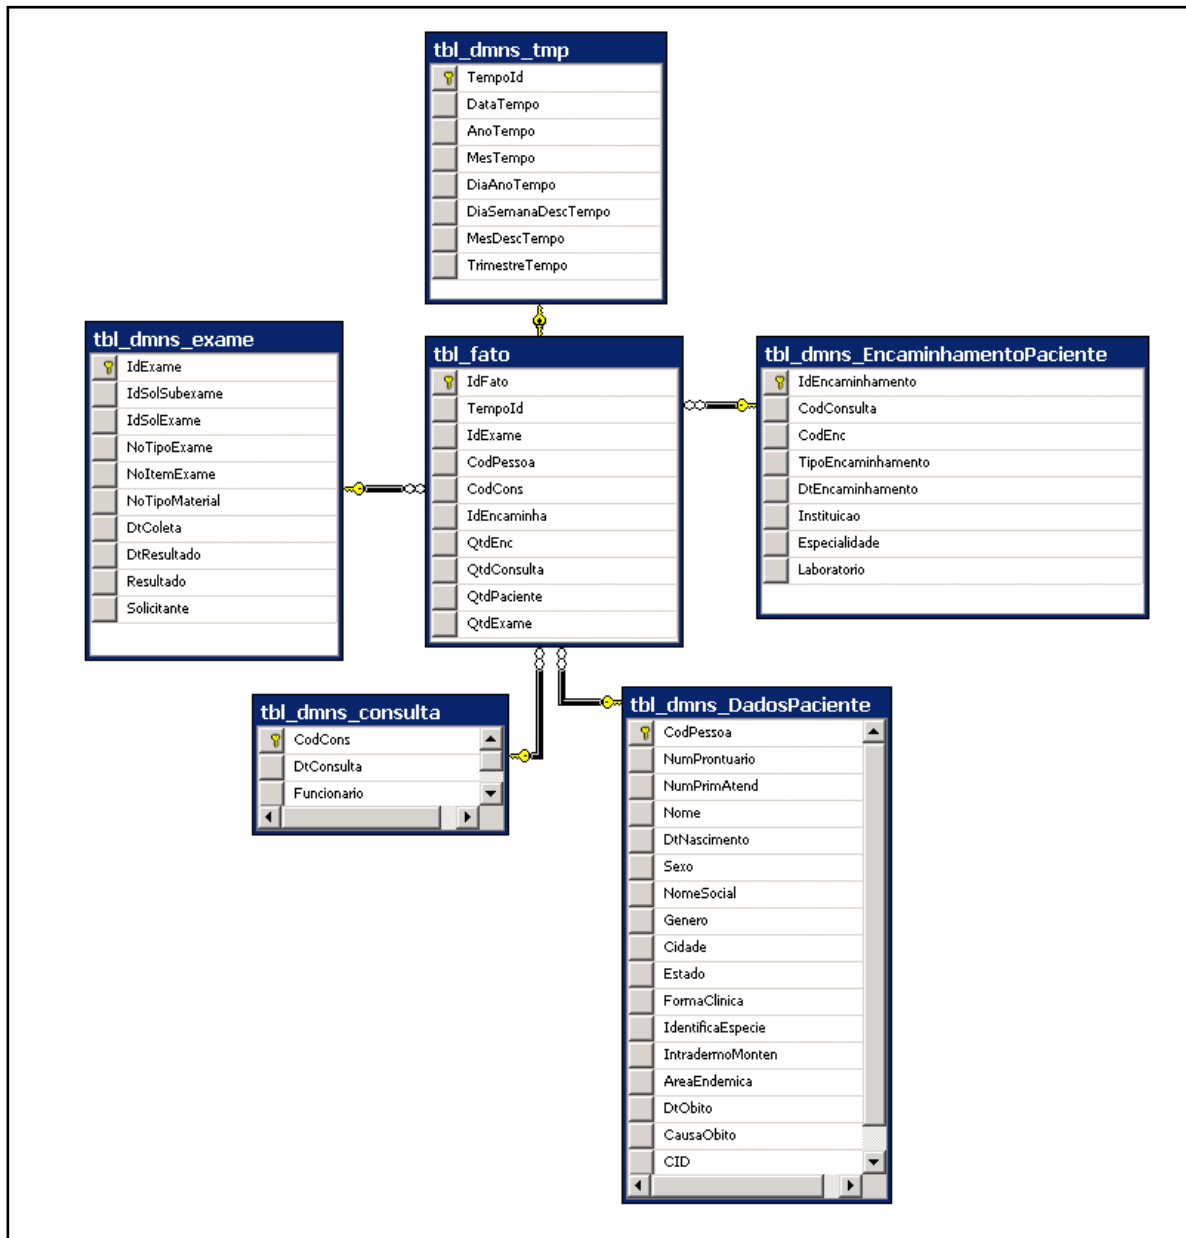 tbl_dmns_tmp
TempoId
DataTempo
AnoTempo
MesTempo
DiaAnoTempo
DiaSemanaDescTempo
MesDescTempo
TrimestreTempo
tbl_dmns_exame
IdExame
IdSolSubexame
IdSolExame
NoTipoExame
NoItemExame
NoTipoMaterial
DtColeta
DtResultado
Resultado
Solicitante
tbl_fato
IdFato
TempoId
IdExame
CodPessoa
CodCons
IdEncaminha
QtdEnc
QtdConsulta
QtdPaciente
QtdExame
tbl_dmns_EncaminhamentoPaciente
IdEncaminhamento
CodConsulta
CodEnc
TipoEncaminhamento
DtEncaminhamento
Instituicao
Especialidade
Laboratorio
tbl_dmns_consulta
CodCons
DtConsulta
Funcionario
tbl_dmns_DadosPaciente
CodPessoa
NumProntuario
NumPrimAtend
Nome
DtNascimento
Sexo
NomeSocial
Genero
Cidade
Estado
FormaClinica
IdentificaEspecie
IntradermoMonten
AreaEndemica
DtObito
CausaObito
CID